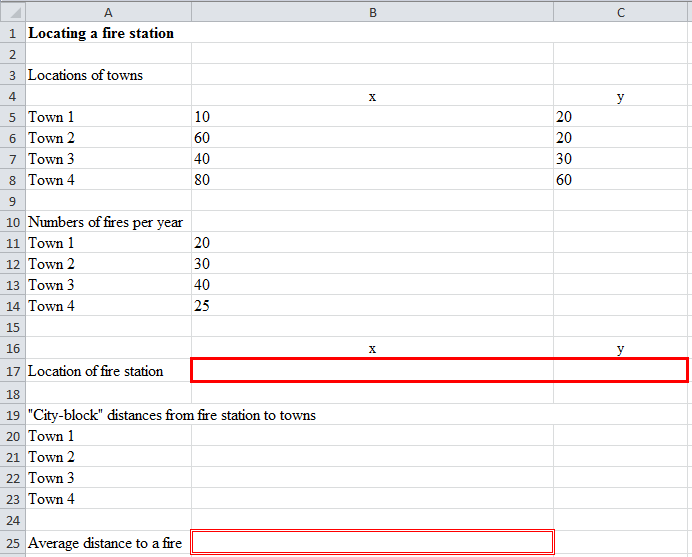 A B C
1 Locating a fire station
2
3 Locations of towns
4 x y
5 Town 1 10 20
6 Town 2 60 20
7 Town 3 40 30
8 Town 4 80 60
9
10 Numbers of fires per year
11 Town 1 20
12 Town 2 30
13 Town 3 40
14 Town 4 25
15
16 x y
17 Location of fire station
18
19 "City-block" distances from fire station to towns
20 Town 1
21 Town 2
22 Town 3
23 Town 4
24
25 Average distance to a fire